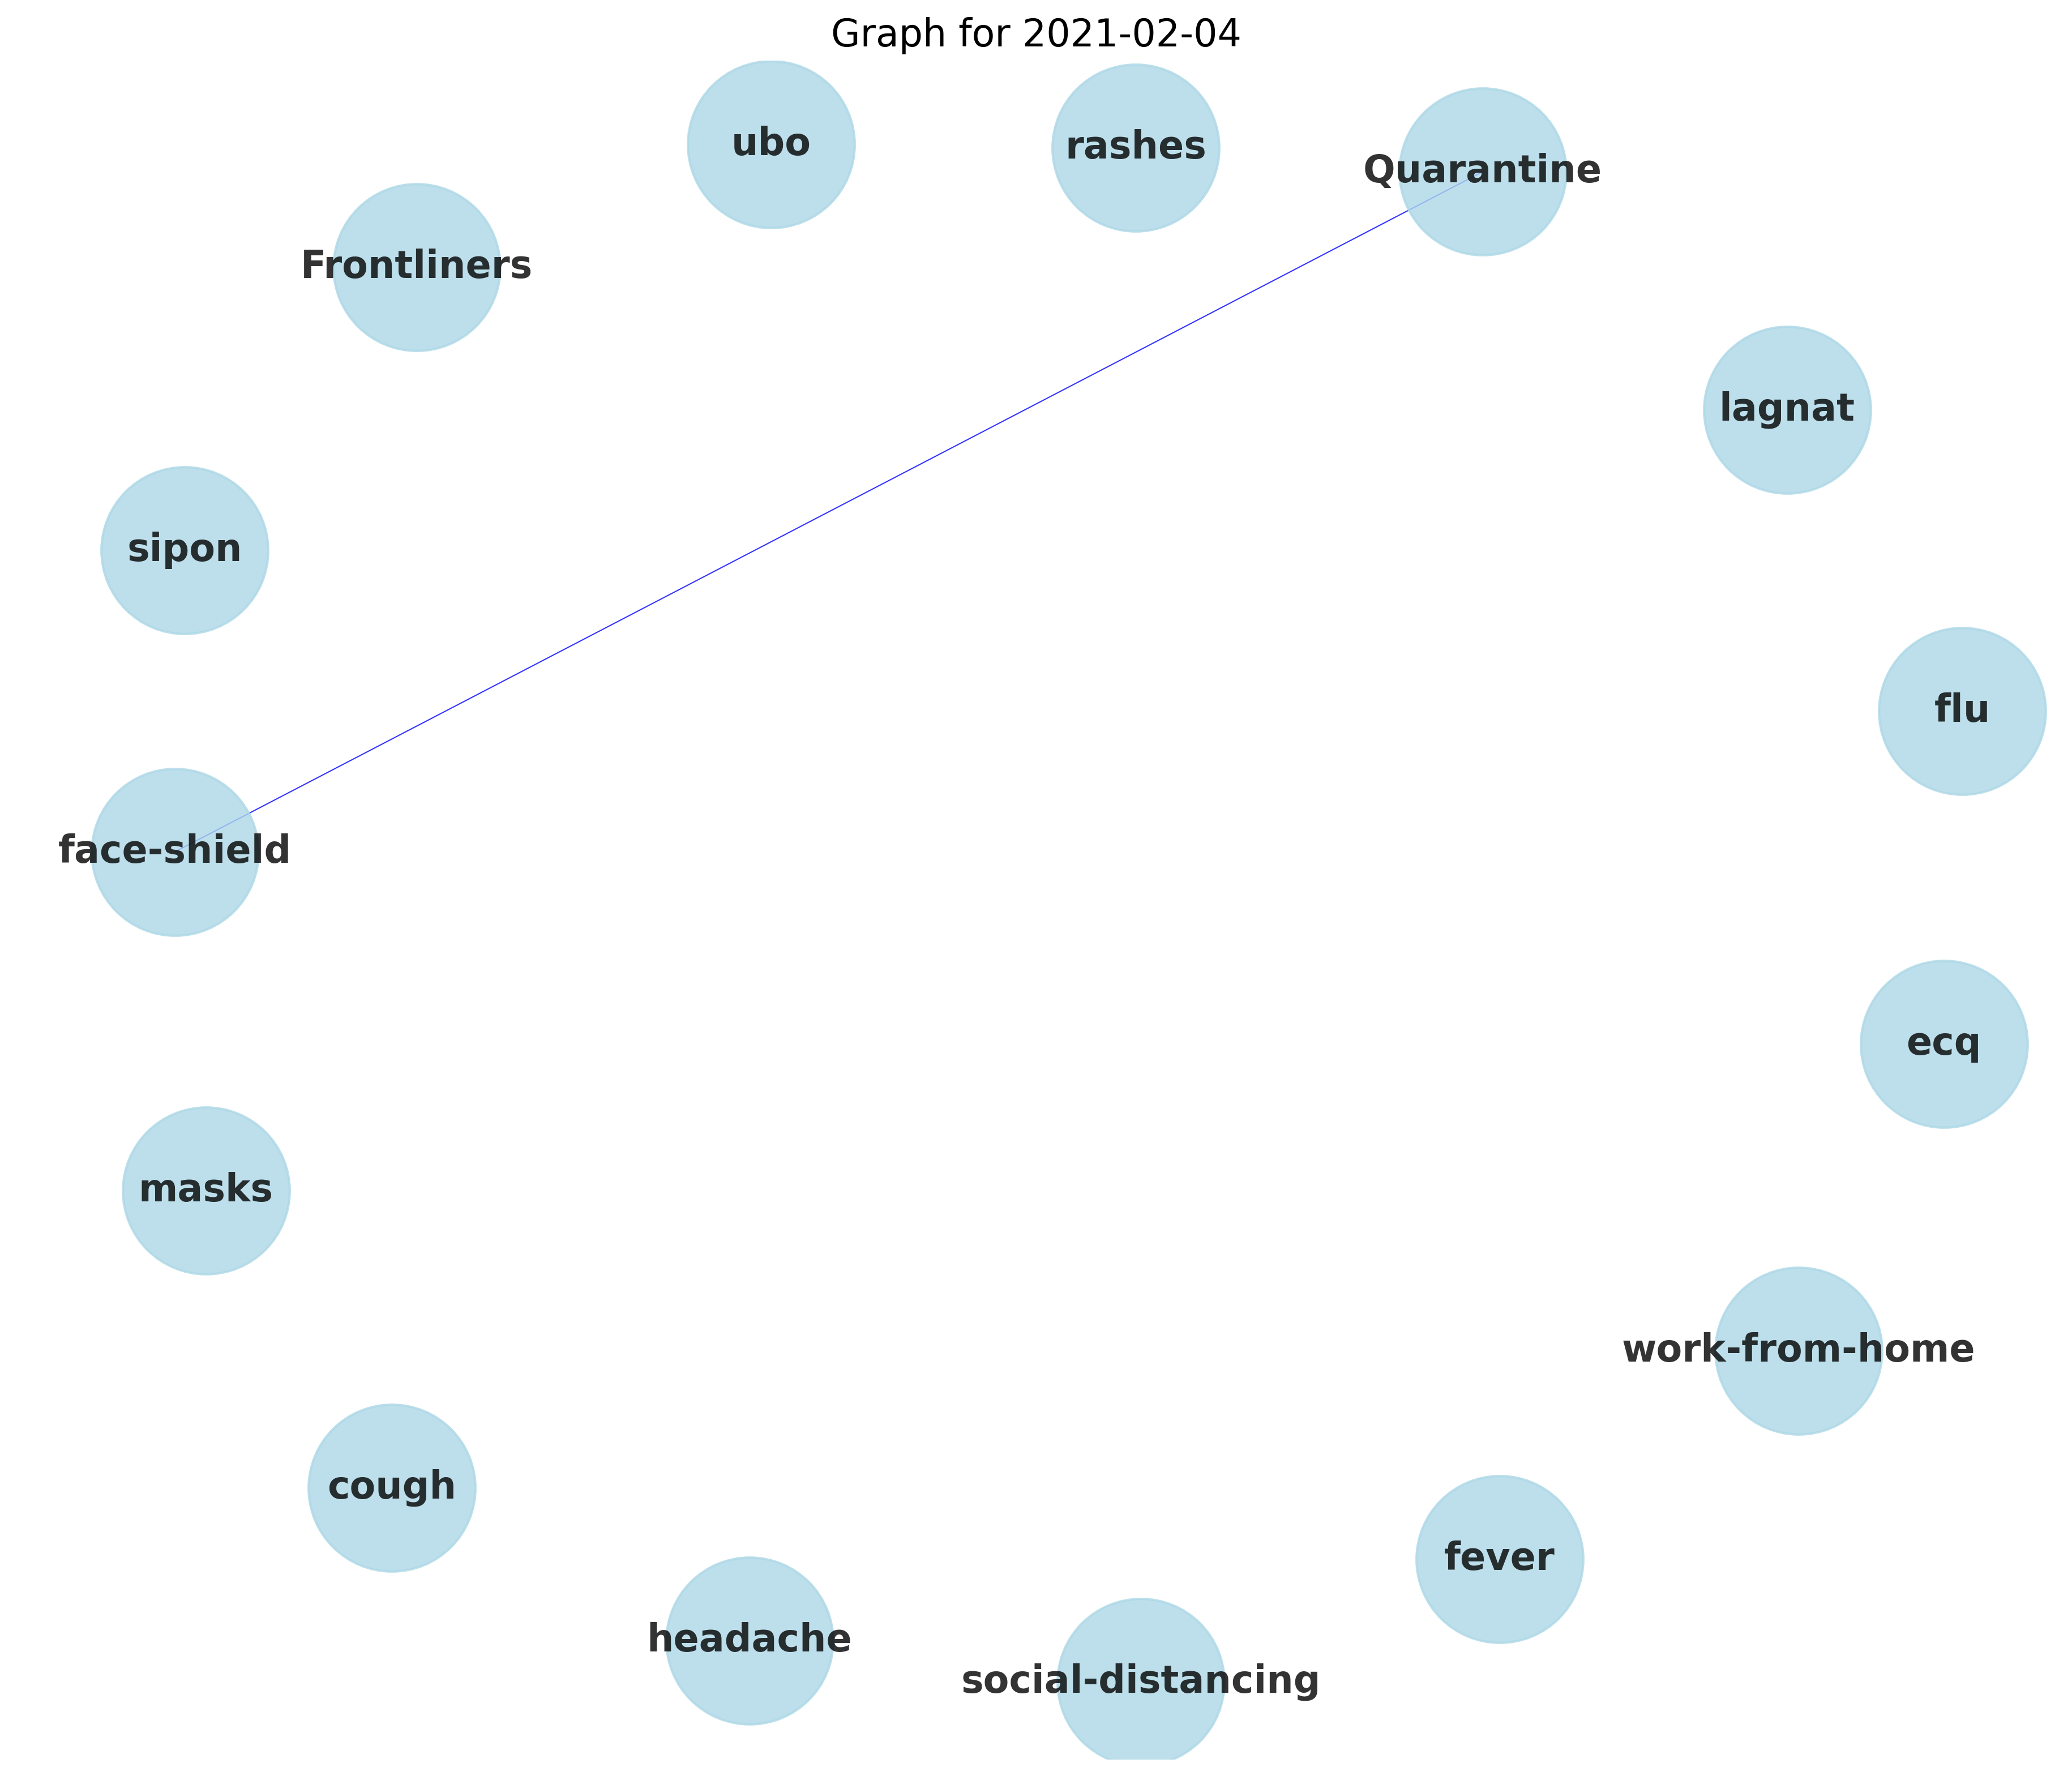 Graph for 2021-02-04
ubo
rashes
Quarantine
Frontliners
lagnat
sipon
flu
face-shield
ecq
masks
work-from-home
cough
fever
headache
social-distancing